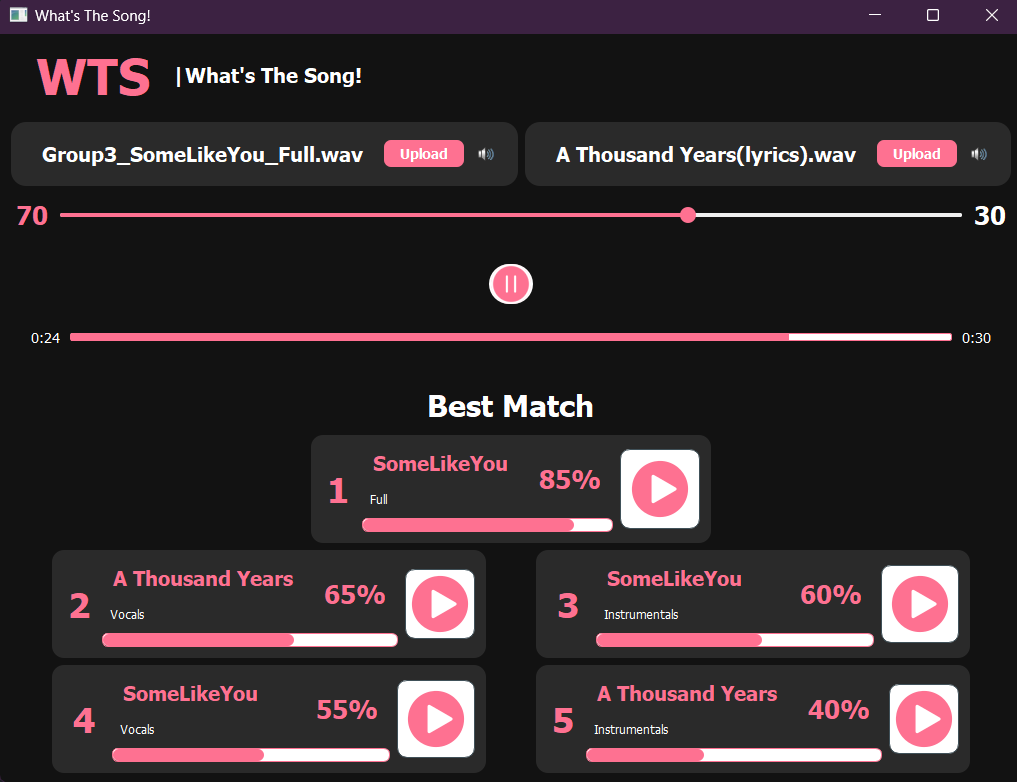 What's The Song!
WTS | What's The Song!
Group3_SomeLikeYou_Full.wav Upload
A Thousand Years(lyrics).wav Upload
70 30
0:24 0:30
Best Match
1 SomeLikeYou 85%
Full
2 A Thousand Years 65%
Vocals
3 SomeLikeYou 60%
Instrumentals
4 SomeLikeYou 55%
Vocals
5 A Thousand Years 40%
Instrumentals